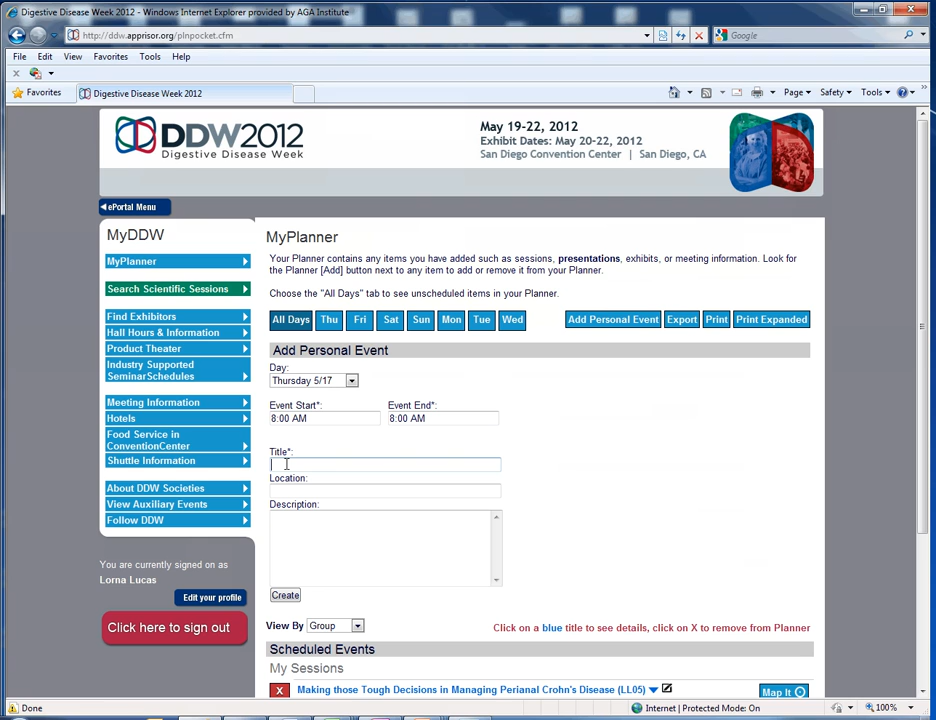 Digestive Disease Week 2012 - Windows Internet Explorer provided by AGA Institute
http://ddw.apprisor.org/plnpocket.cfm
Google
File Edit View Favorites Tools Help
Favorites
Digestive Disease Week 2012
Page Safety Tools
DDW2012
Digestive Disease Week
May 19-22, 2012
Exhibit Dates: May 20-22, 2012
San Diego Convention Center | San Diego, CA
ePortal Menu
MyDDW
MyPlanner
Search Scientific Sessions
Find Exhibitors
Hall Hours & Information
Product Theater
Industry Supported
SeminarSchedules
Meeting Information
Hotels
Food Service in
ConventionCenter
Shuttle Information
About DDW Societies
View Auxiliary Events
Follow DDW
You are currently signed on as
Lorna Lucas
Edit your profile
Click here to sign out
MyPlanner
Your Planner contains any items you have added such as sessions, presentations, exhibits, or meeting information. Look for
the Planner [Add] button next to any item to add or remove it from your Planner.
Choose the "All Days" tab to see unscheduled items in your Planner.
All Days Thu Fri Sat Sun Mon Tue Wed Add Personal Event Export Print Print Expanded
Add Personal Event
Day:
Thursday 5/17
Event Start*: Event End*:
8:00 AM 8:00 AM
Title*:
Location:
Description:
Create
View By Group
Click on a blue title to see details, click on X to remove from Planner
Scheduled Events
My Sessions
X Making those Tough Decisions in Managing Perianal Crohn's Disease (LL05) Map It
Done
Internet | Protected Mode: On
100%